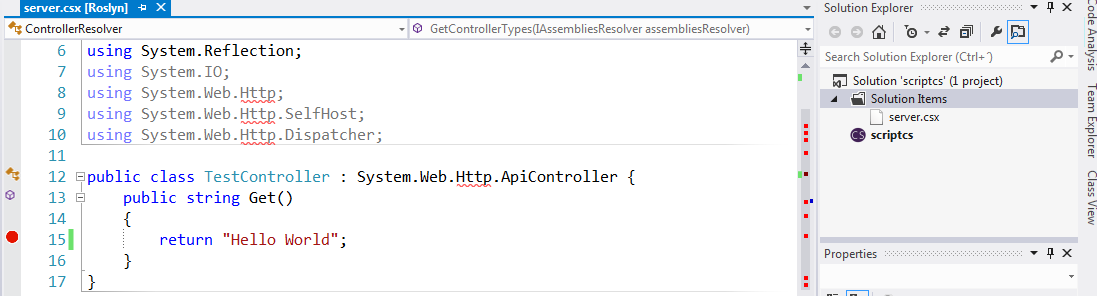 server.csx [Roslyn]
ControllerResolver
GetControllerTypes(IAssembliesResolver assembliesResolver)
6 using System.Reflection;
7 using System.IO;
8 using System.Web.Http;
9 using System.Web.Http.SelfHost;
10 using System.Web.Http.Dispatcher;
11
12 public class TestController : System.Web.Http.ApiController {
13 public string Get()
14 {
15 return "Hello World";
16 }
17 }
Solution Explorer
Search Solution Explorer (Ctrl+´)
Solution 'scriptcs' (1 project)
Solution Items
server.csx
CS scriptcs
Properties
Code Analysis
Team Explorer
Class View